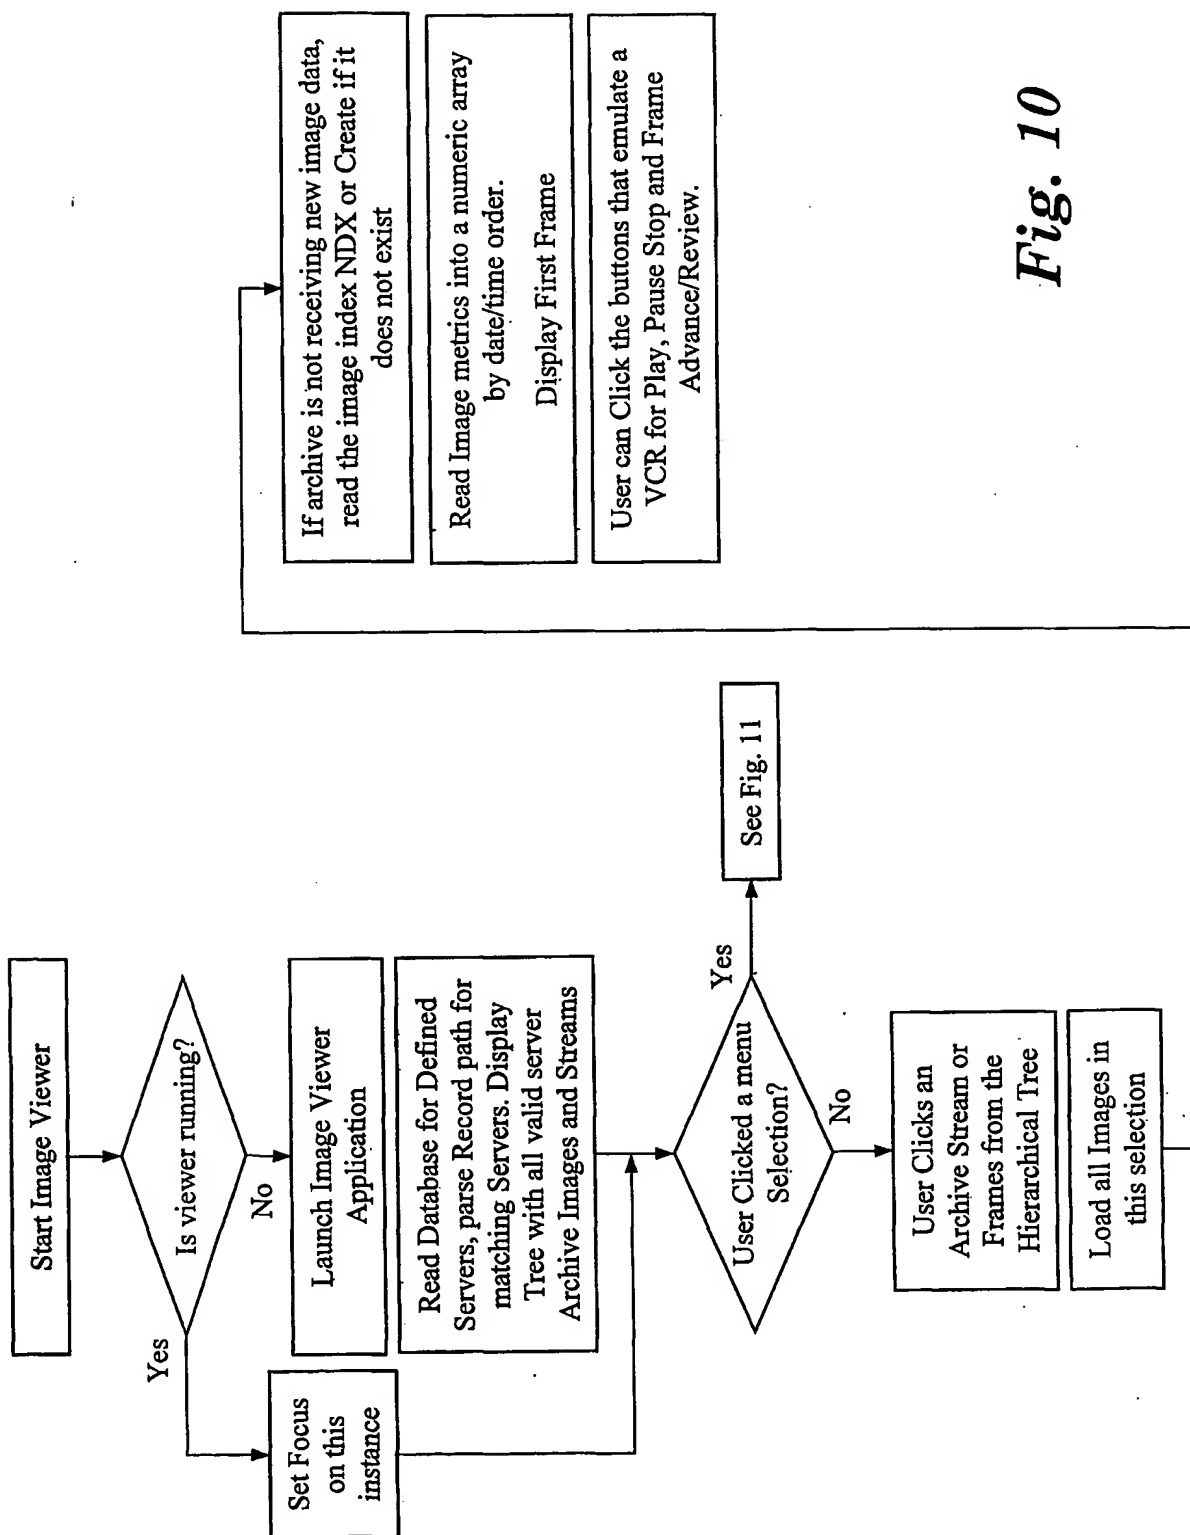 Start Image Viewer
Is viewer running?
Yes
No
Set Focus
on this
instance
Launch Image Viewer
Application
Read Database for Defined
Servers, parse Record path for
matching Servers. Display
Tree with all valid server
Archive Images and Streams
User Clicked a menu
Selection?
Yes
See Fig. 11
No
User Clicks an
Archive Stream or
Frames from the
Hierarchical Tree
Load all Images in
this selection
If archive is not receiving new image data,
read the image index NDX or Create if it
does not exist
Read Image metrics into a numeric array
by date/time order.
Display First Frame
User can Click the buttons that emulate a
VCR for Play, Pause Stop and Frame
Advance/Review.
Fig. 10